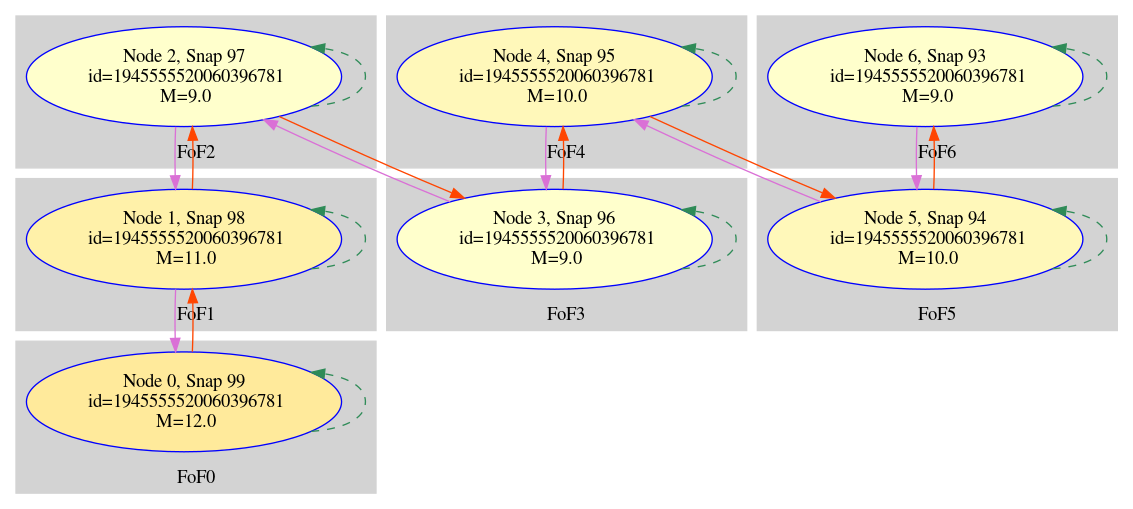 Node 2, Snap 97
id=1945555520060396781
M=9.0
FoF2
Node 4, Snap 95
id=1945555520060396781
M=10.0
FoF4
Node 6, Snap 93
id=1945555520060396781
M=9.0
FoF6
Node 1, Snap 98
id=1945555520060396781
M=11.0
FoF1
Node 3, Snap 96
id=1945555520060396781
M=9.0
FoF3
Node 5, Snap 94
id=1945555520060396781
M=10.0
FoF5
Node 0, Snap 99
id=1945555520060396781
M=12.0
FoF0